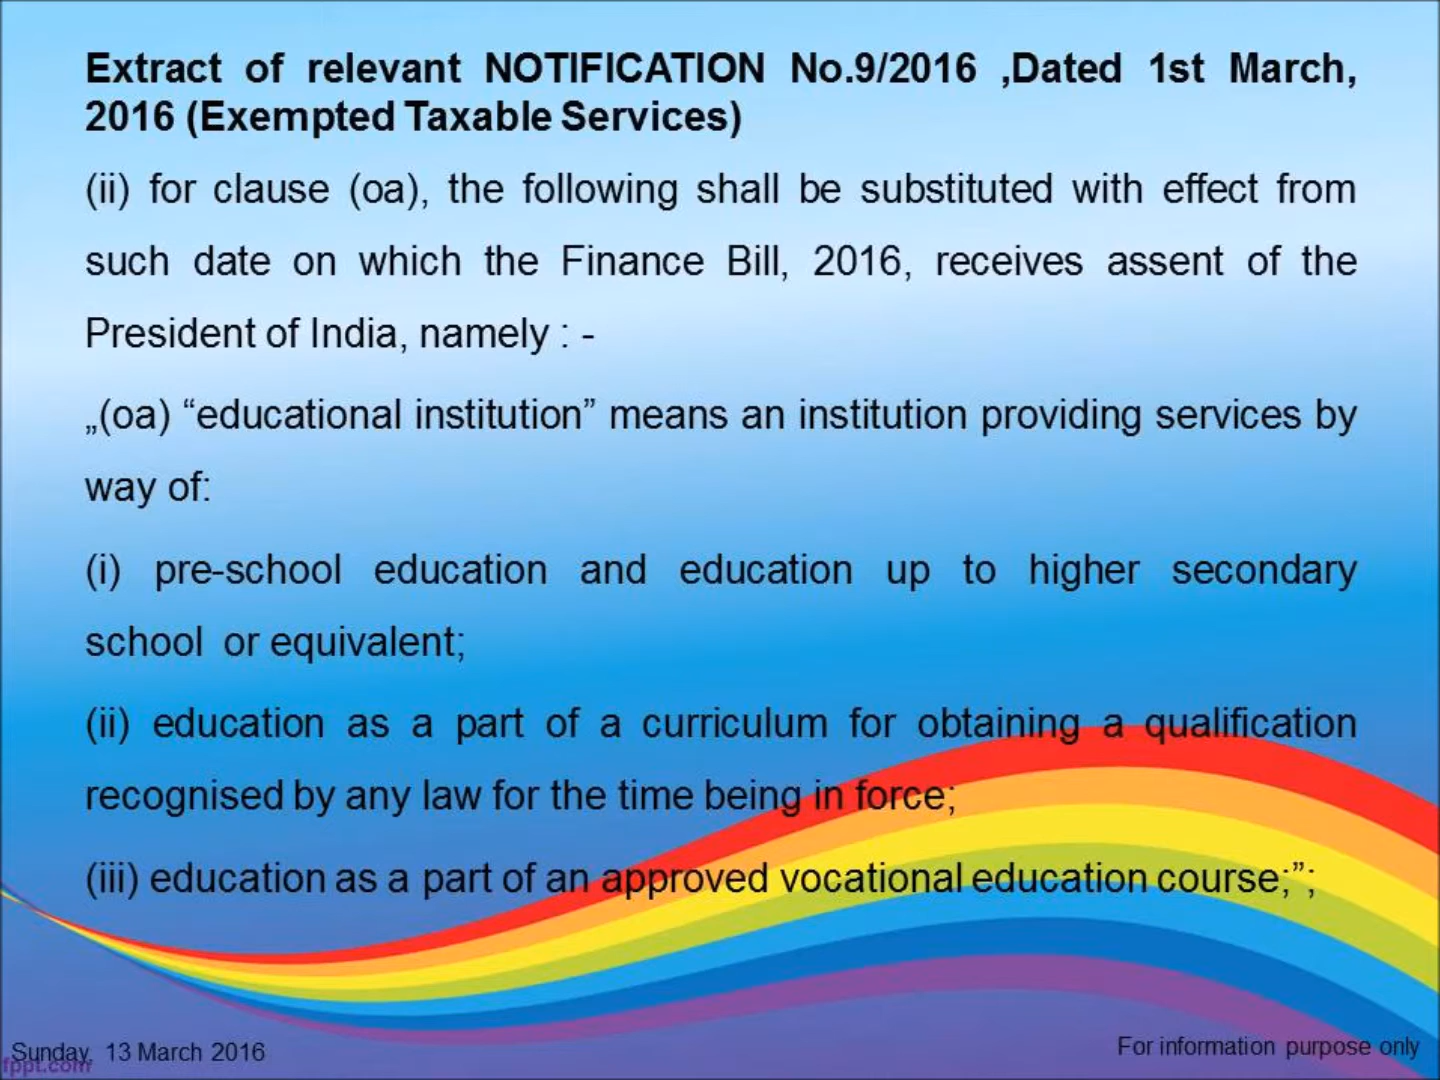 Extract of relevant NOTIFICATION No.9/2016 ,Dated 1st March,
2016 (Exempted Taxable Services)
(ii) for clause (oa), the following shall be substituted with effect from
such date on which the Finance Bill, 2016, receives assent of the
President of India, namely : -
„(oa) “educational institution” means an institution providing services by
way of:
(i) pre-school education and education up to higher secondary
school or equivalent;
(ii) education as a part of a curriculum for obtaining a qualification
recognised by any law for the time being in force;
(iii) education as a part of an approved vocational education course;”;
Sunday, 13 March 2016
For information purpose only
fppt.com